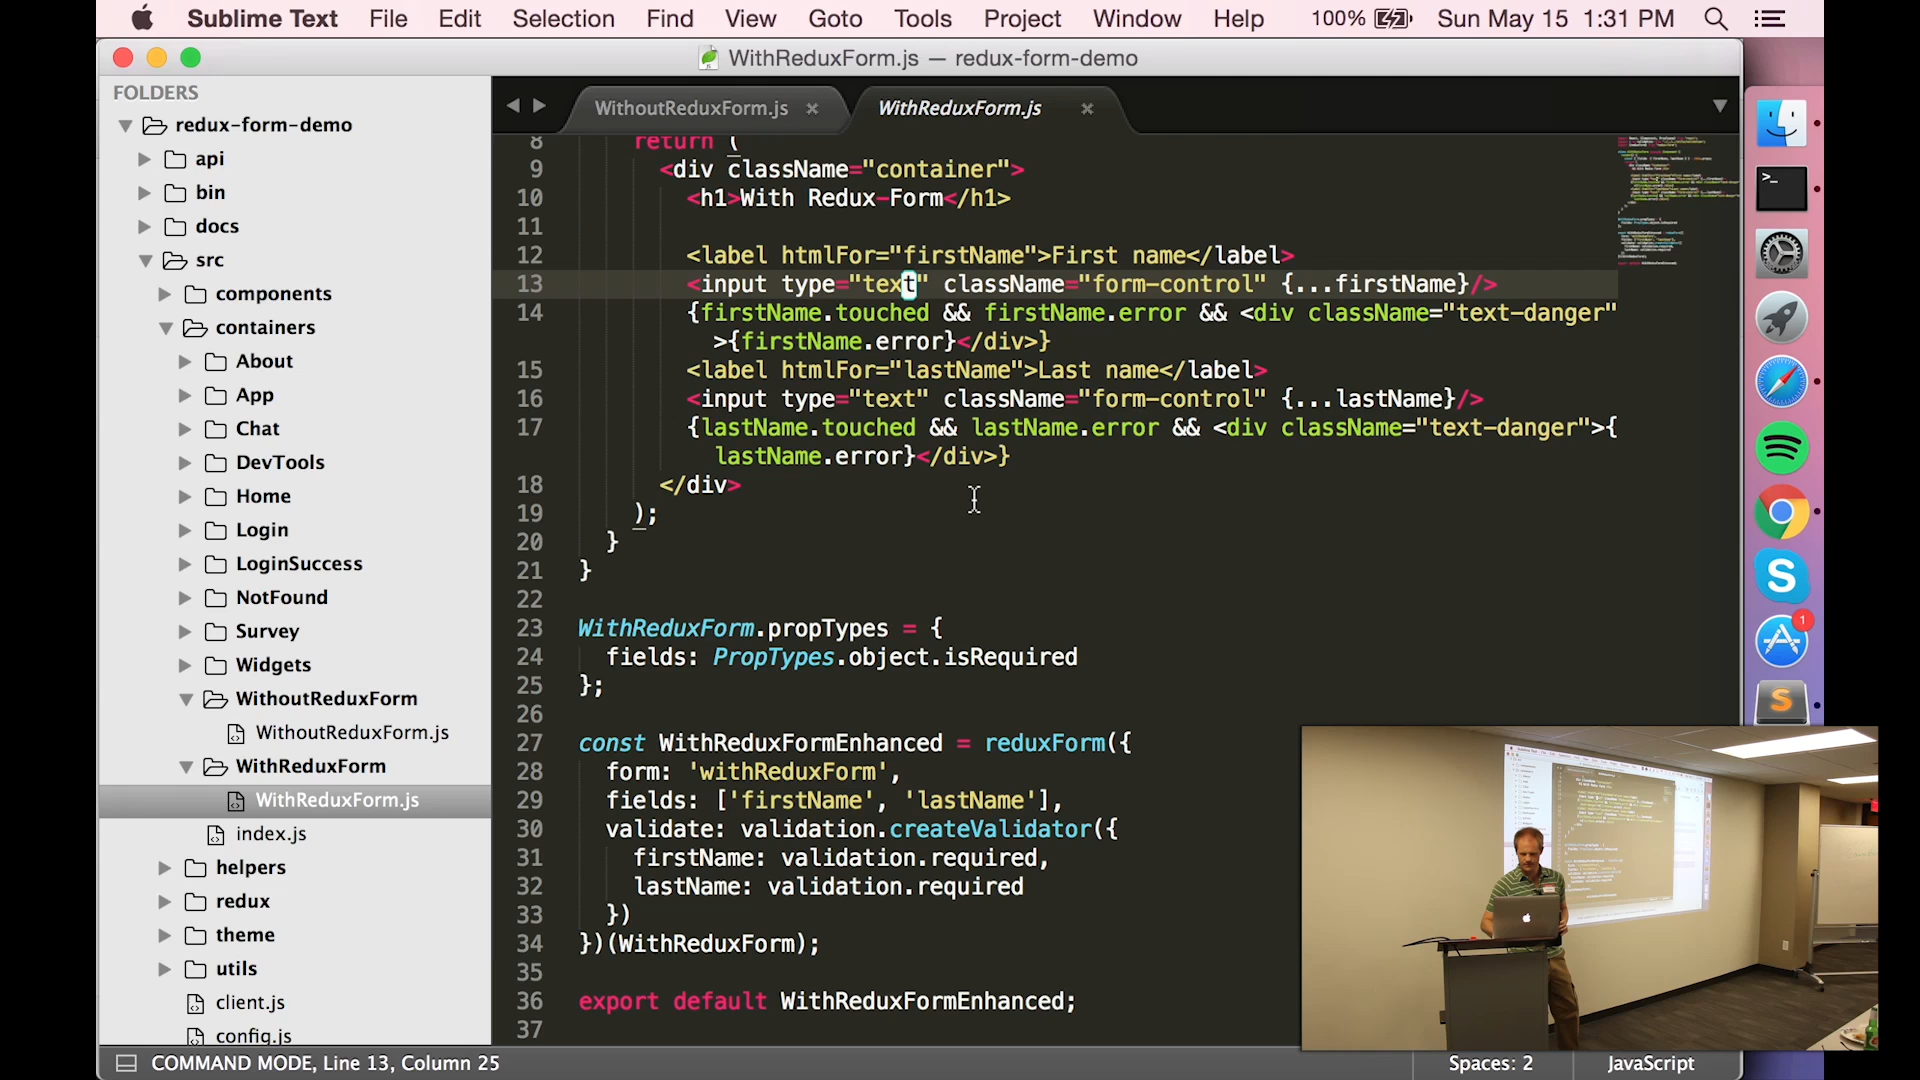 Sublime Text File Edit Selection Find View Goto Tools Project Window Help 100% Sun May 15 1:31 PM
WithReduxForm.js — redux-form-demo
FOLDERS
redux-form-demo
api
bin
docs
src
components
containers
About
App
Chat
DevTools
Home
Login
LoginSuccess
NotFound
Survey
Widgets
WithoutReduxForm
WithoutReduxForm.js
WithReduxForm
WithReduxForm.js
index.js
helpers
redux
theme
utils
client.js
config.js
WithoutReduxForm.js × WithReduxForm.js ×
8 return (
9 <div className="container">
10 <h1>With Redux-Form</h1>
11
12 <label htmlFor="firstName">First name</label>
13 <input type="text" className="form-control" {...firstName}/>
14 {firstName.touched && firstName.error && <div className="text-danger"
>{firstName.error}</div>}
15 <label htmlFor="lastName">Last name</label>
16 <input type="text" className="form-control" {...lastName}/>
17 {lastName.touched && lastName.error && <div className="text-danger">{
lastName.error}</div>}
18 </div>
19 );
20 }
21 }
22
23 WithReduxForm.propTypes = {
24 fields: PropTypes.object.isRequired
25 };
26
27 const WithReduxFormEnhanced = reduxForm({
28 form: 'withReduxForm',
29 fields: ['firstName', 'lastName'],
30 validate: validation.createValidator({
31 firstName: validation.required,
32 lastName: validation.required
33 })
34 })(WithReduxForm);
35
36 export default WithReduxFormEnhanced;
37
1
COMMAND MODE, Line 13, Column 25 Spaces: 2 JavaScript